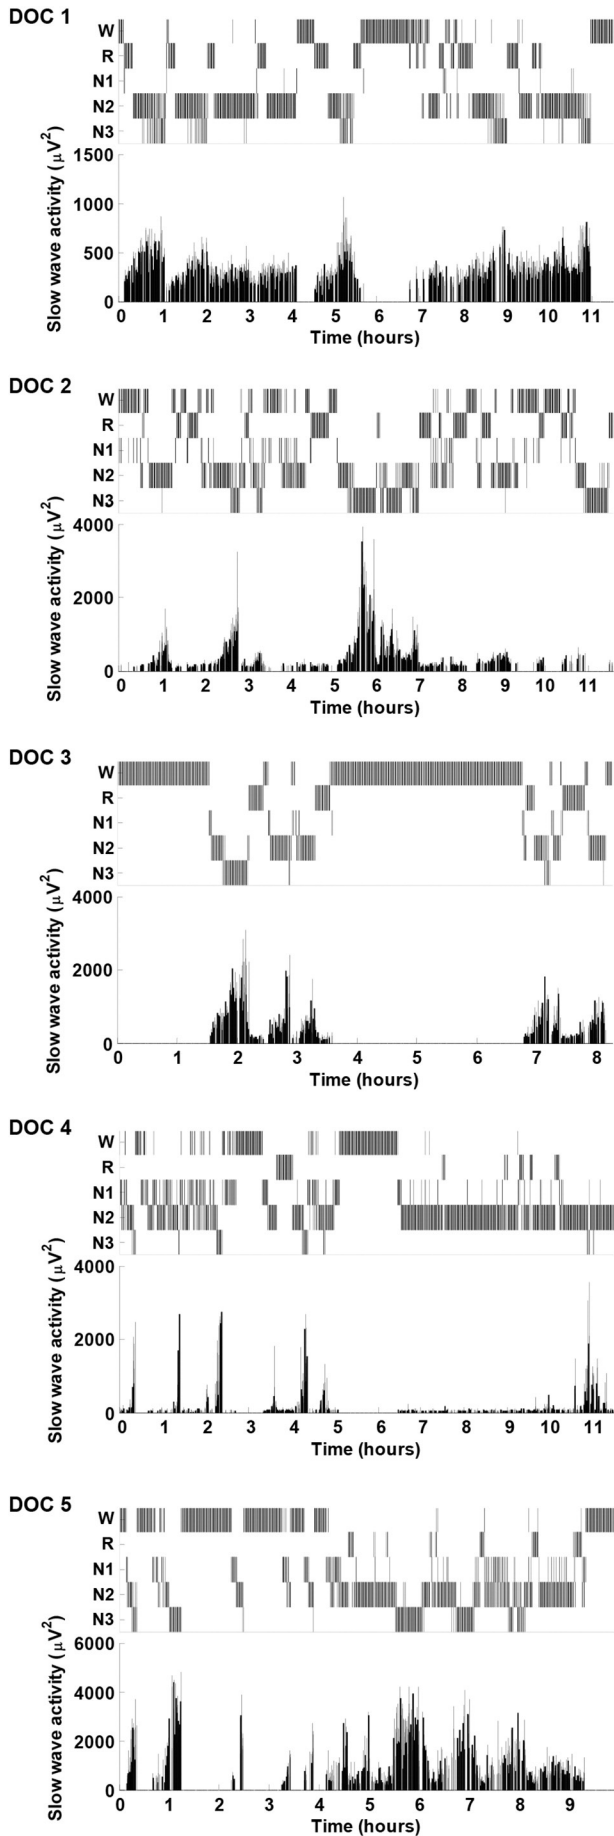 DOC 1
W
R
N1
N2
N3
Slow wave activity (μV²)
1500
1000
500
0
0 1 2 3 4 5 6 7 8 9 10 11
Time (hours)
DOC 2
W
R
N1
N2
N3
Slow wave activity (μV²)
4000
2000
0
0 1 2 3 4 5 6 7 8 9 10 11
Time (hours)
DOC 3
W
R
N1
N2
N3
Slow wave activity (μV²)
4000
2000
0
0 1 2 3 4 5 6 7 8
Time (hours)
DOC 4
W
R
N1
N2
N3
Slow wave activity (μV²)
4000
2000
0
0 1 2 3 4 5 6 7 8 9 10 11
Time (hours)
DOC 5
W
R
N1
N2
N3
Slow wave activity (μV²)
6000
4000
2000
0
0 1 2 3 4 5 6 7 8 9
Time (hours)